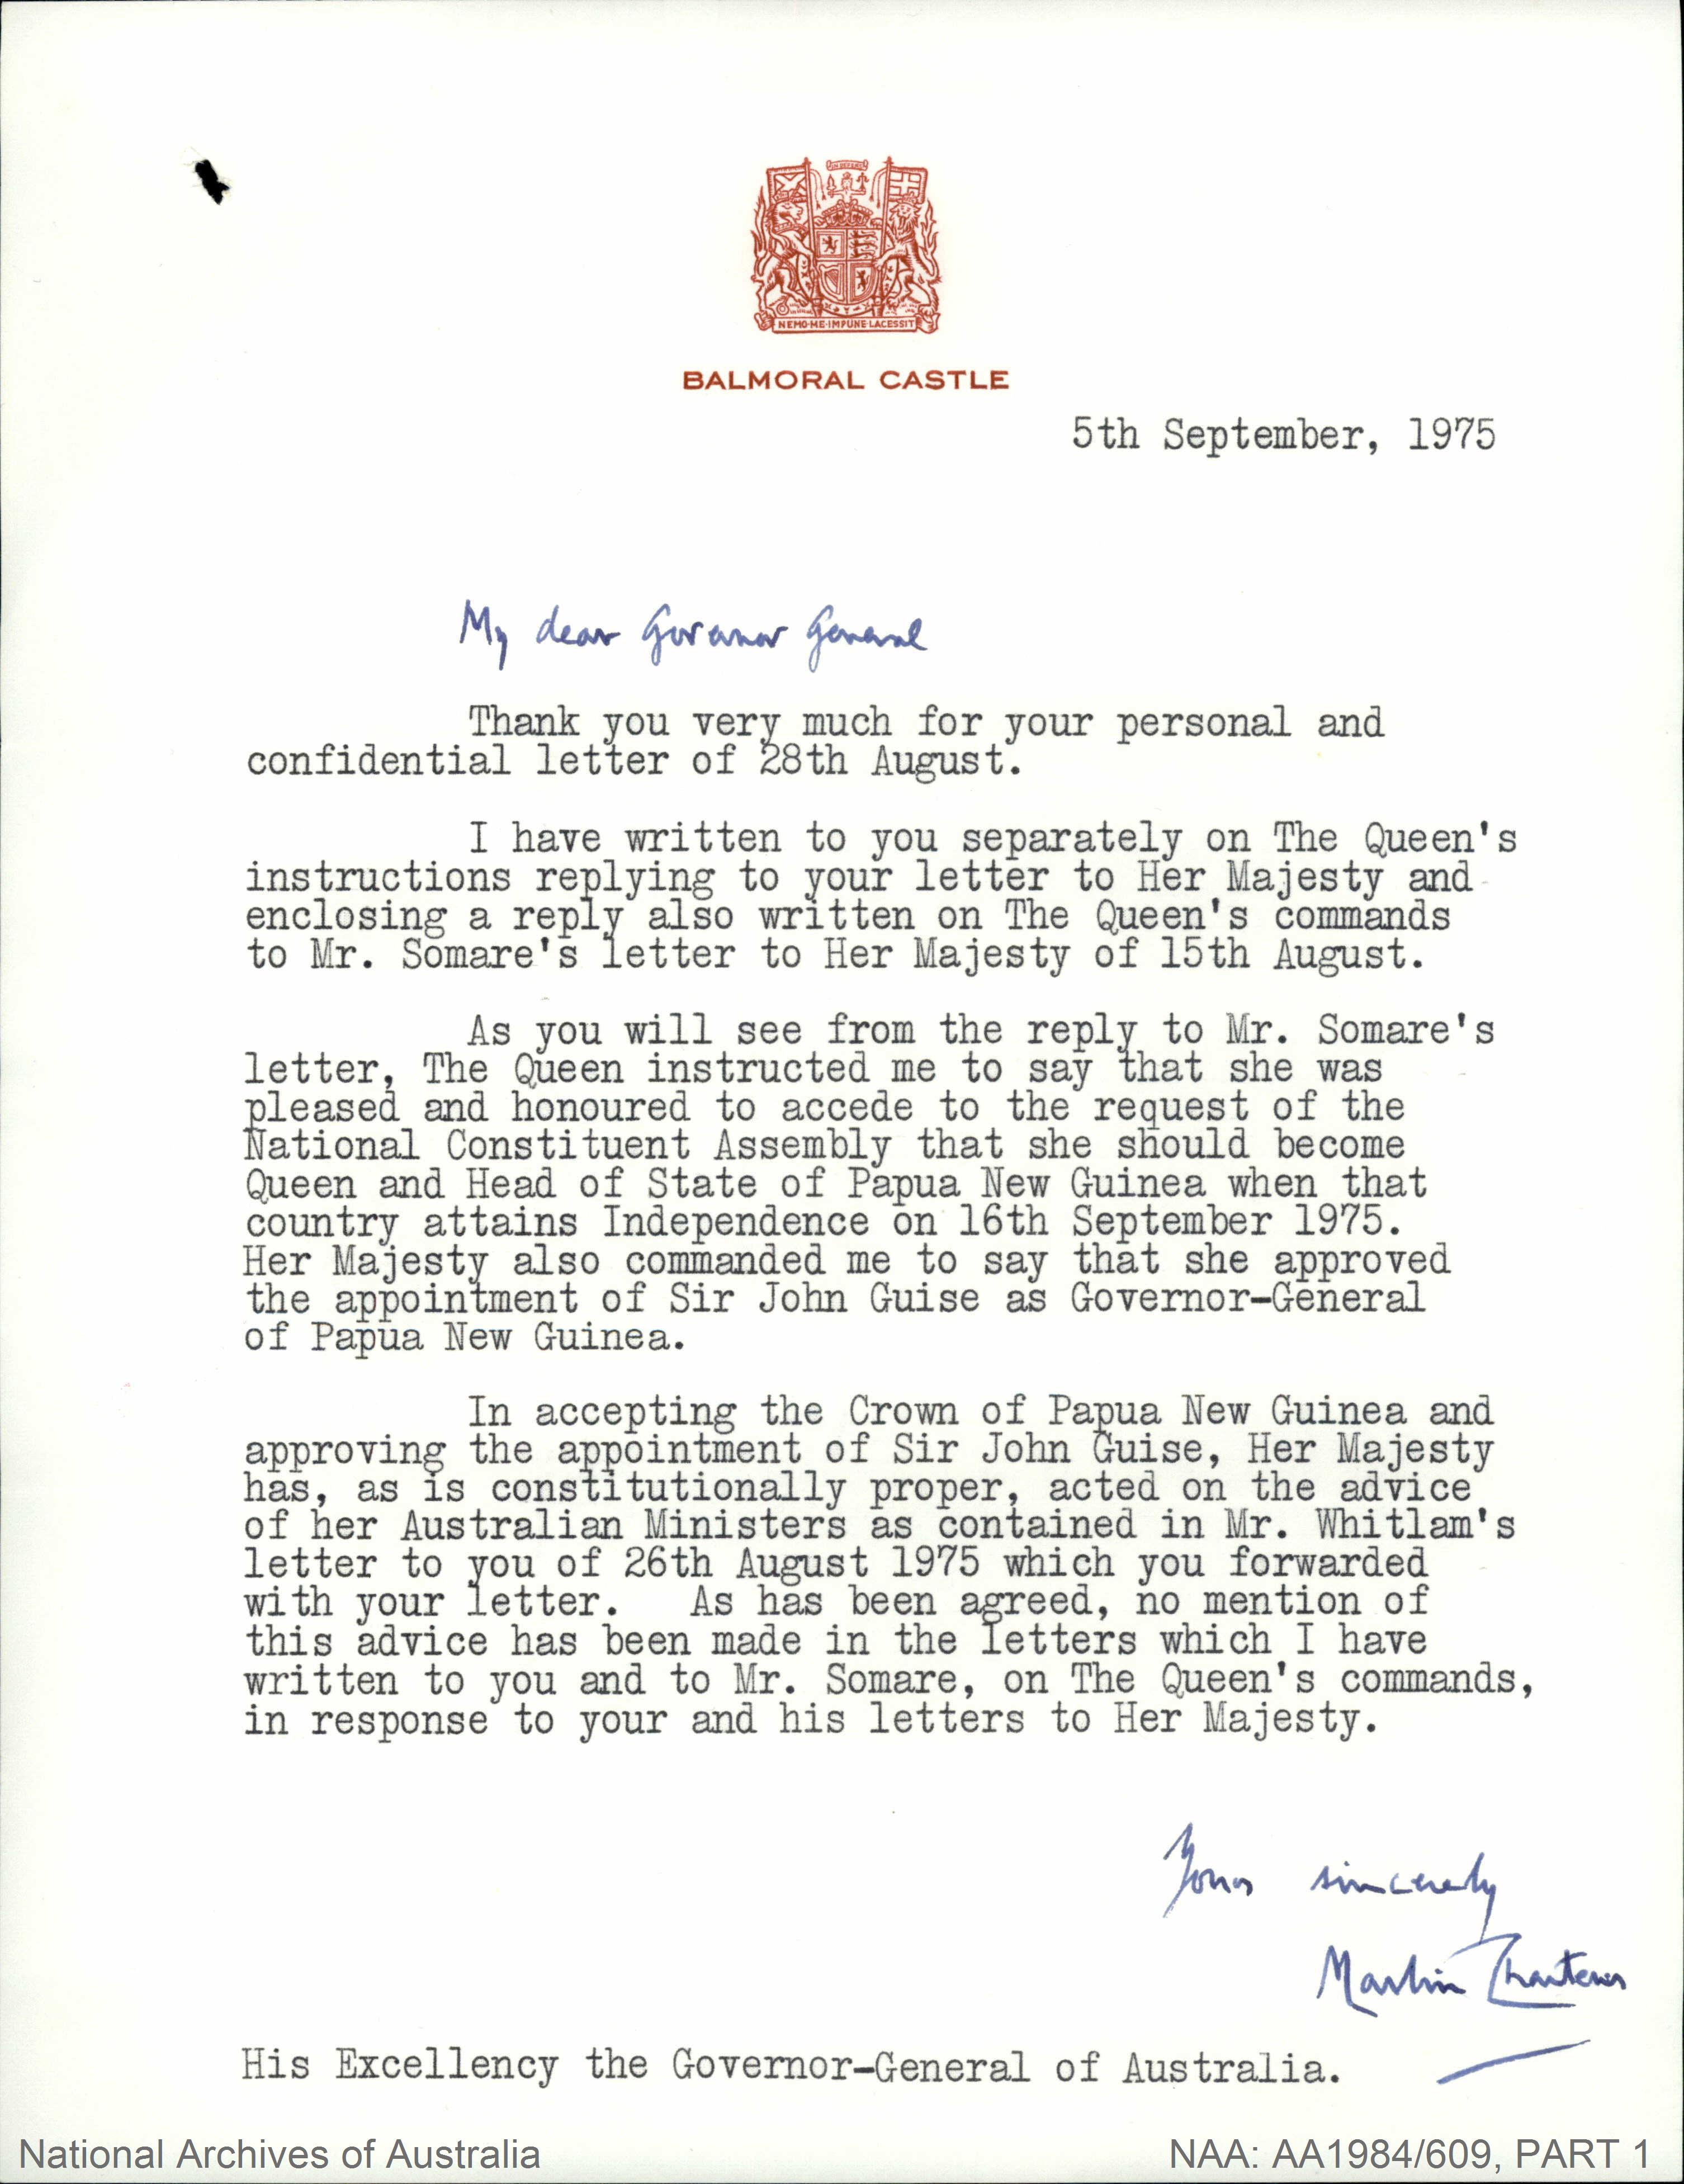 IN DEFENS
NEMO·ME·IMPUNE·LACESSIT
BALMORAL CASTLE
5th September, 1975
My dear Governor General
Thank you very much for your personal and
confidential letter of 28th August.
I have written to you separately on The Queen's
instructions replying to your letter to Her Majesty and
enclosing a reply also written on The Queen's commands
to Mr. Somare's letter to Her Majesty of 15th August.
As you will see from the reply to Mr. Somare's
letter, The Queen instructed me to say that she was
pleased and honoured to accede to the request of the
National Constituent Assembly that she should become
Queen and Head of State of Papua New Guinea when that
country attains Independence on 16th September 1975.
Her Majesty also commanded me to say that she approved
the appointment of Sir John Guise as Governor-General
of Papua New Guinea.
In accepting the Crown of Papua New Guinea and
approving the appointment of Sir John Guise, Her Majesty
has, as is constitutionally proper, acted on the advice
of her Australian Ministers as contained in Mr. Whitlam's
letter to you of 26th August 1975 which you forwarded
with your letter. As has been agreed, no mention of
this advice has been made in the letters which I have
written to you and to Mr. Somare, on The Queen's commands,
in response to your and his letters to Her Majesty.
Yours sincerely
Martin Charteris
His Excellency the Governor-General of Australia.
National Archives of Australia
NAA: AA1984/609, PART 1